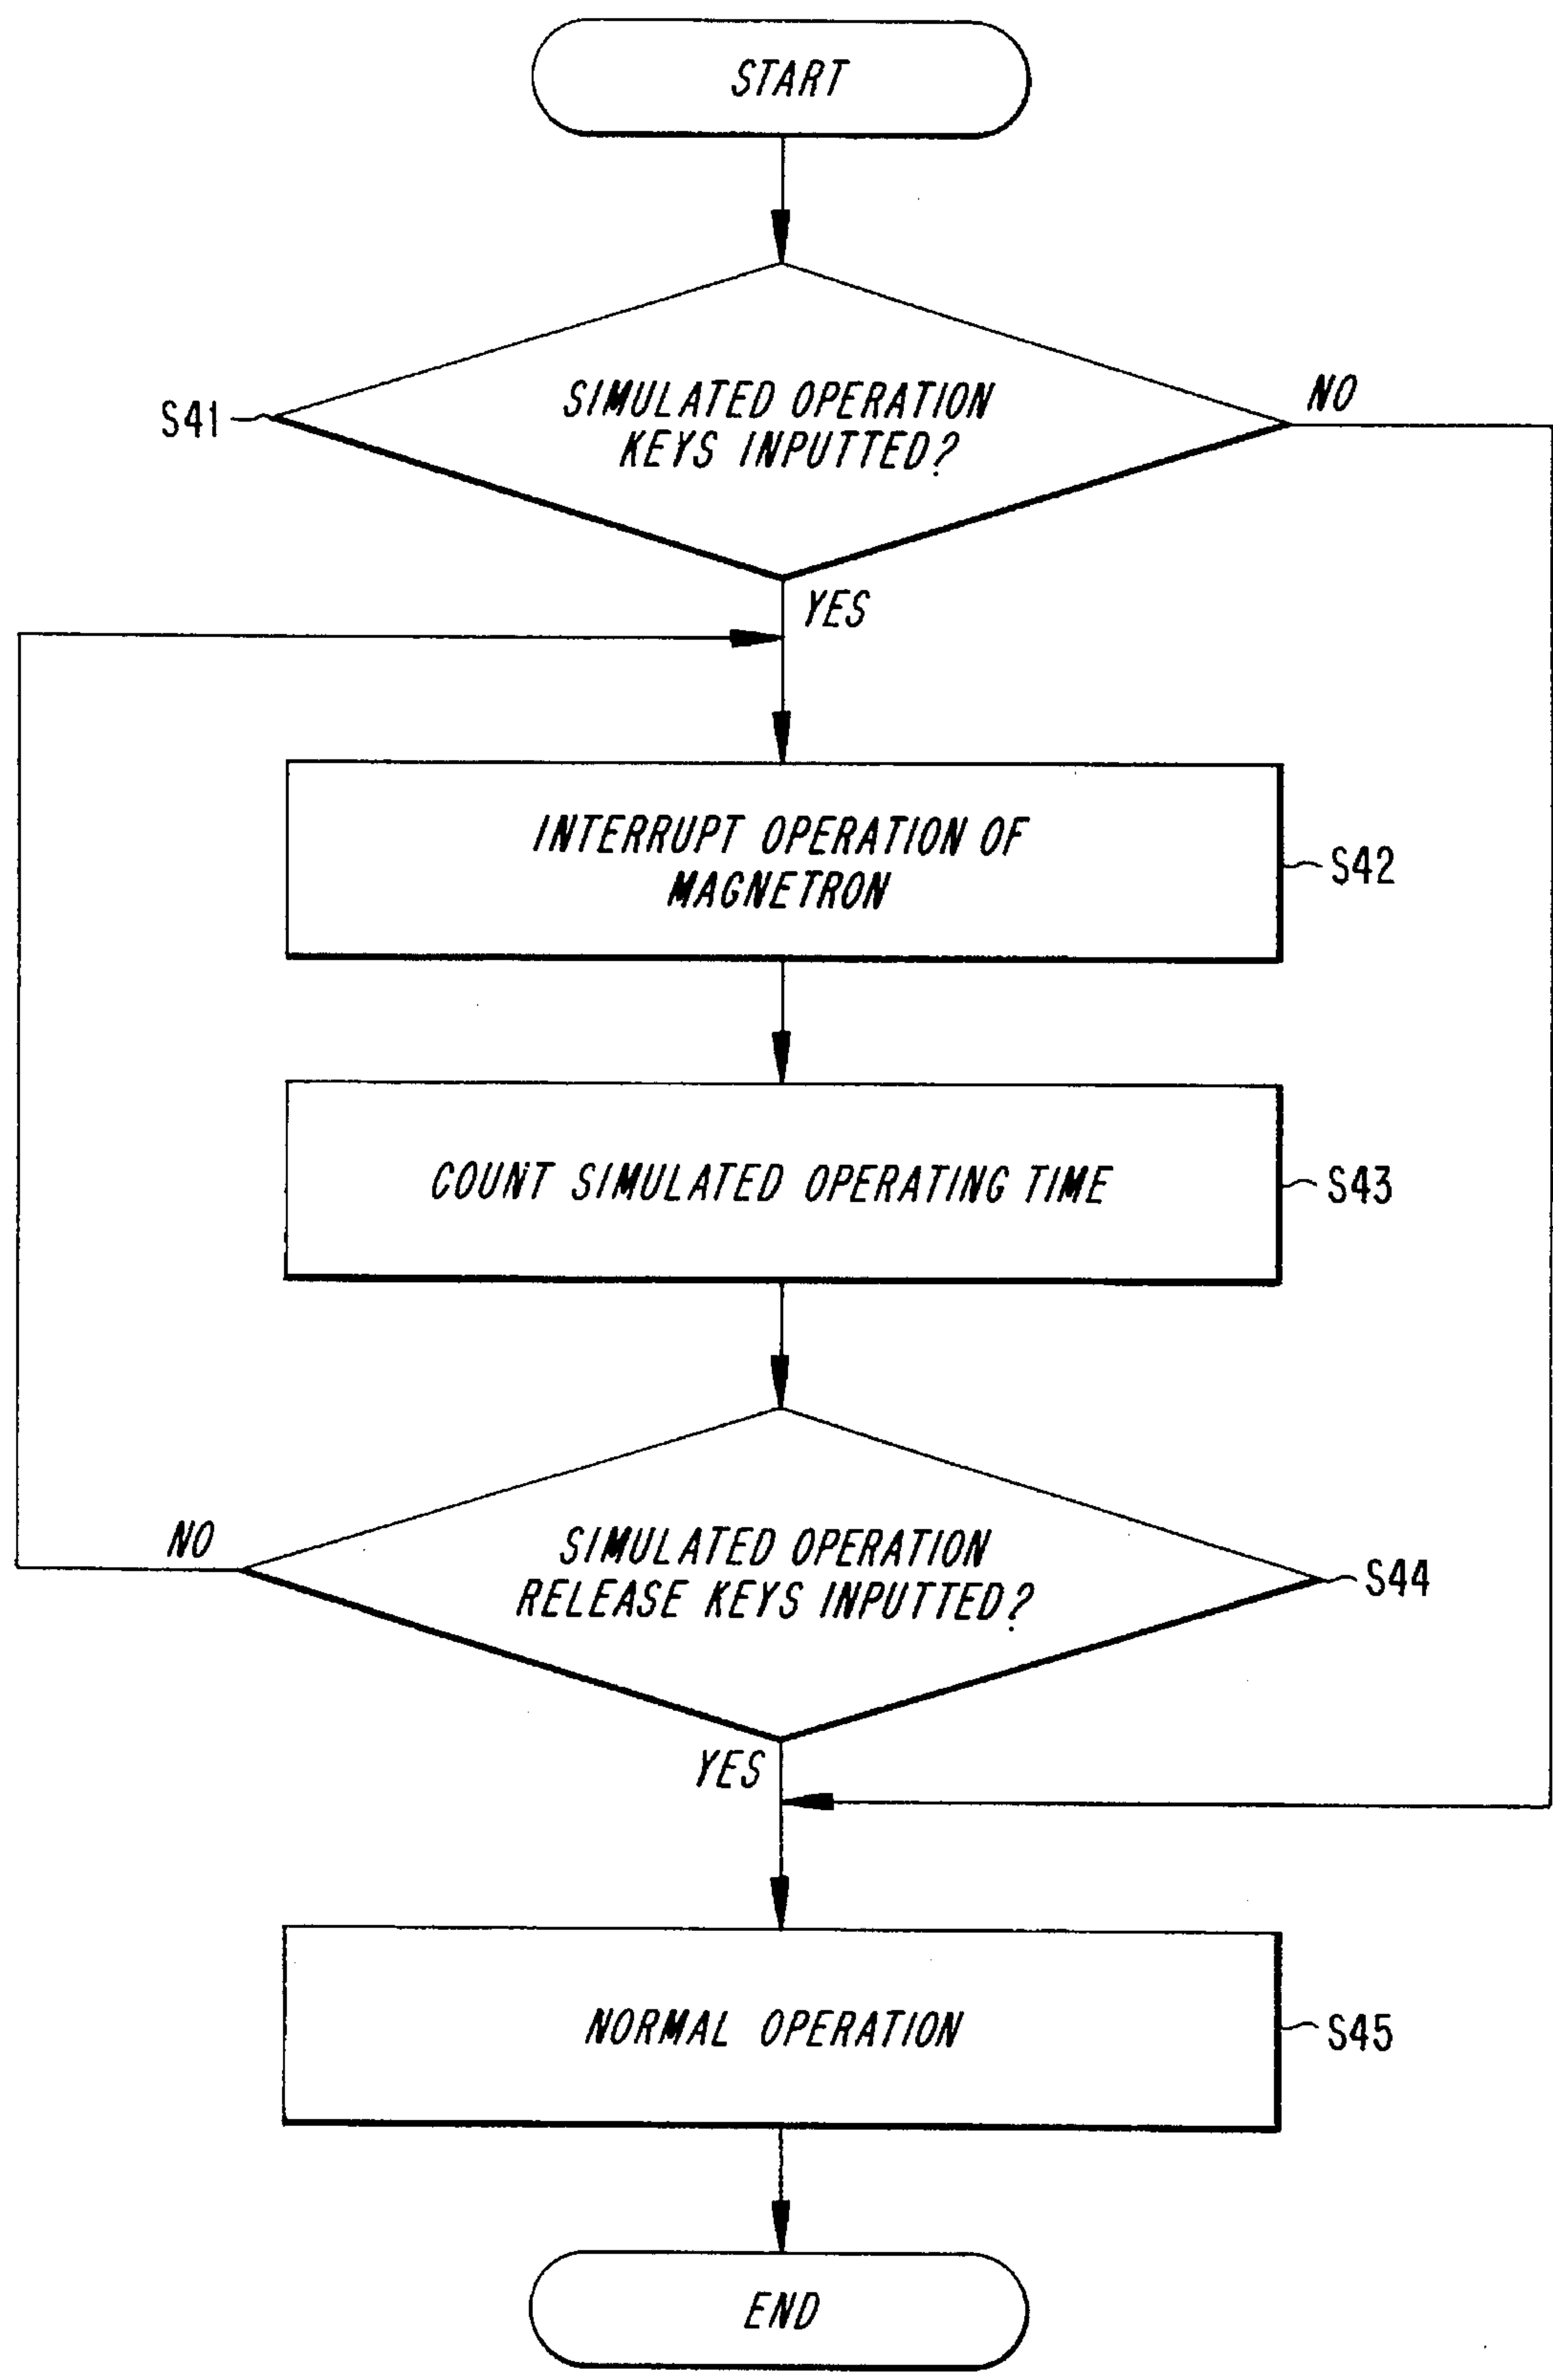 START
SIMULATED OPERATION
KEYS INPUTTED?
S41
NO
YES
INTERRUPT OPERATION OF
MAGNETRON
S42
COUNT SIMULATED OPERATING TIME
S43
NO
SIMULATED OPERATION
RELEASE KEYS INPUTTED?
S44
YES
NORMAL OPERATION
S45
END